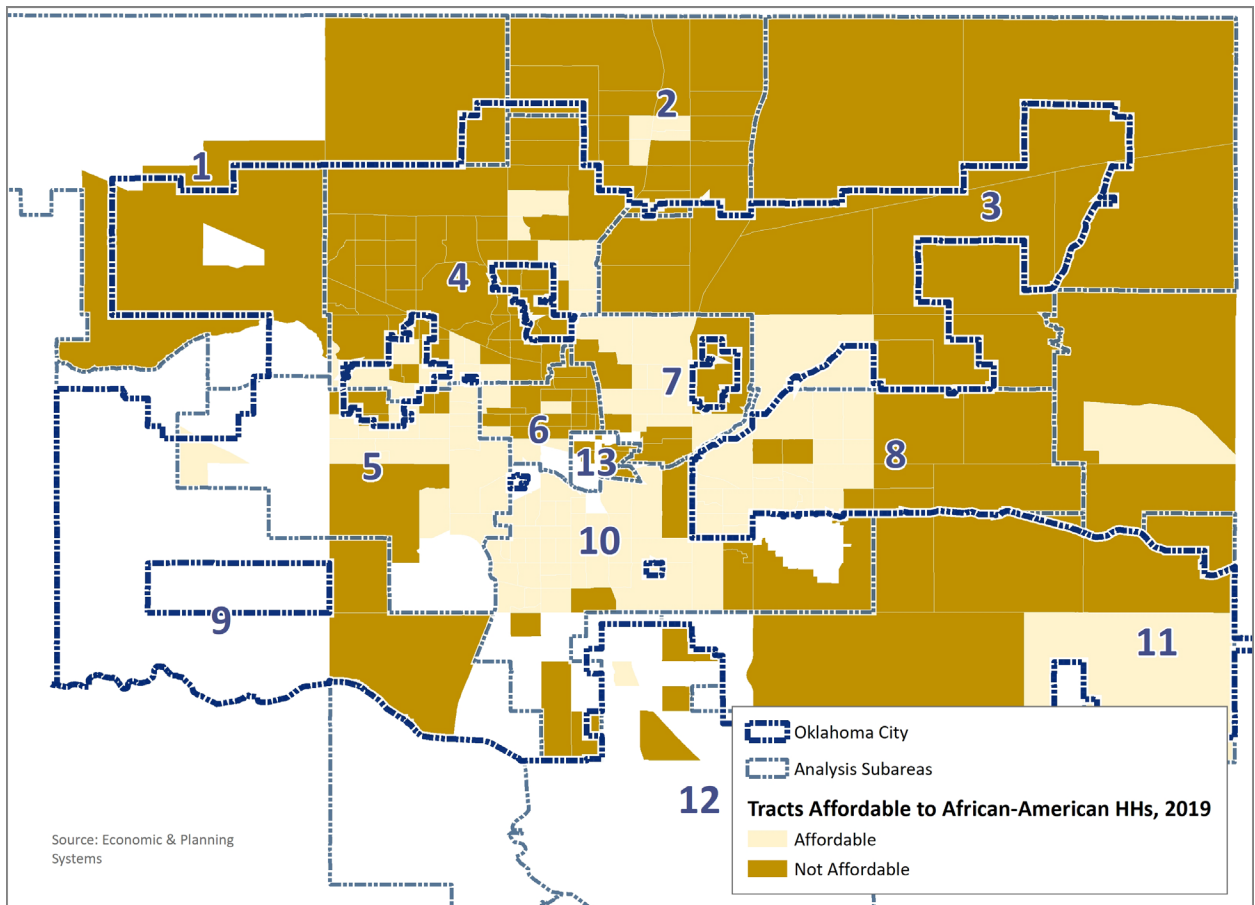 1
2
3
4
7
6
13
5
8
10
9
11
12
Oklahoma City
Analysis Subareas
Tracts Affordable to African-American HHs, 2019
Affordable
Not Affordable
Source: Economic & Planning
Systems